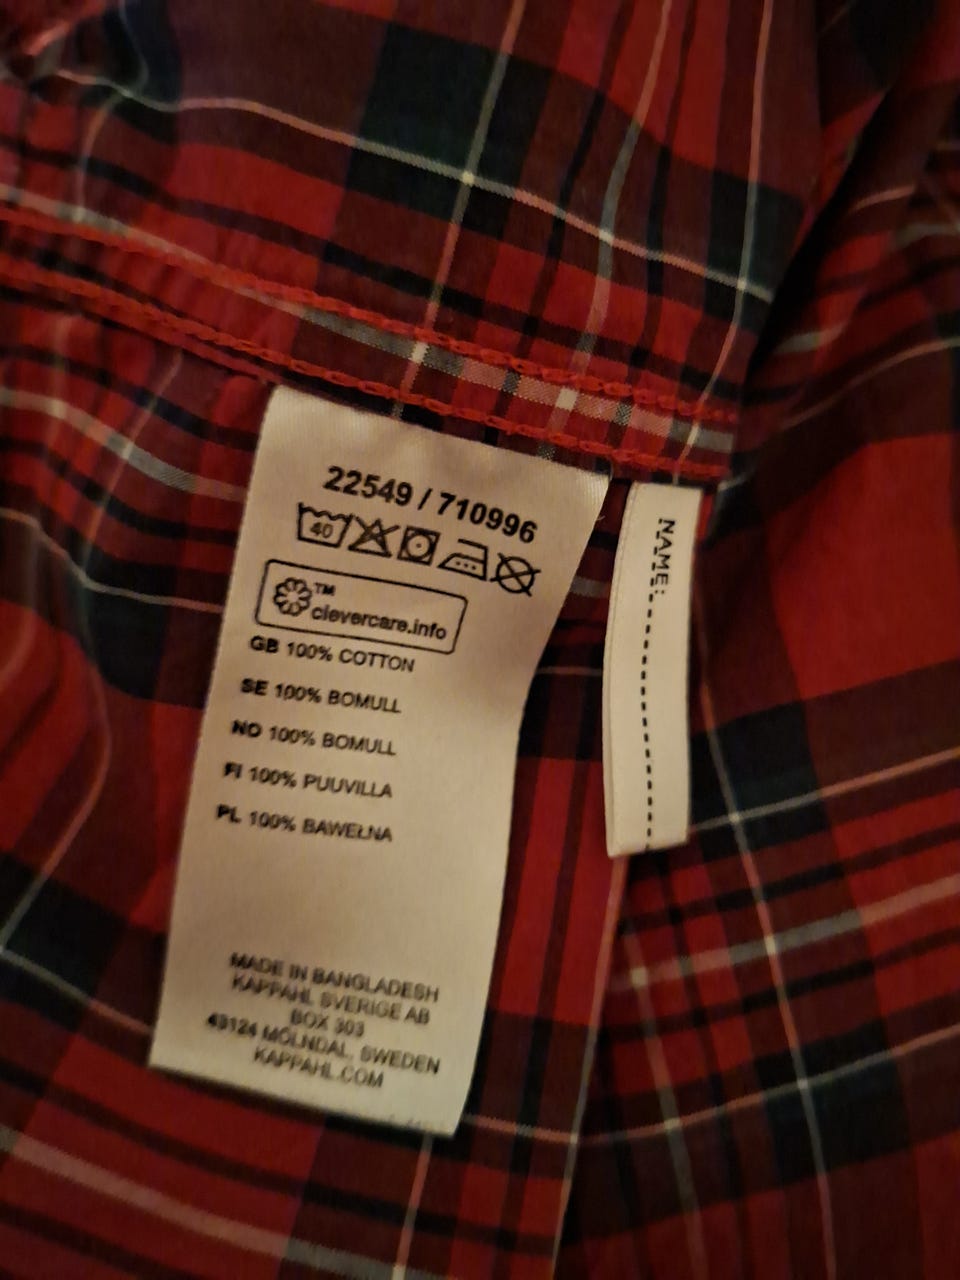 22549 / 710996
40
TM
clevercare.info
GB 100% COTTON
SE 100% BOMULL
NO 100% BOMULL
FI 100% PUUVILLA
PL 100% BAWEŁNA
MADE IN BANGLADESH
KAPPAHL SVERIGE AB
BOX 303
43124 MÖLNDAL, SWEDEN
KAPPAHL.COM
NAME: